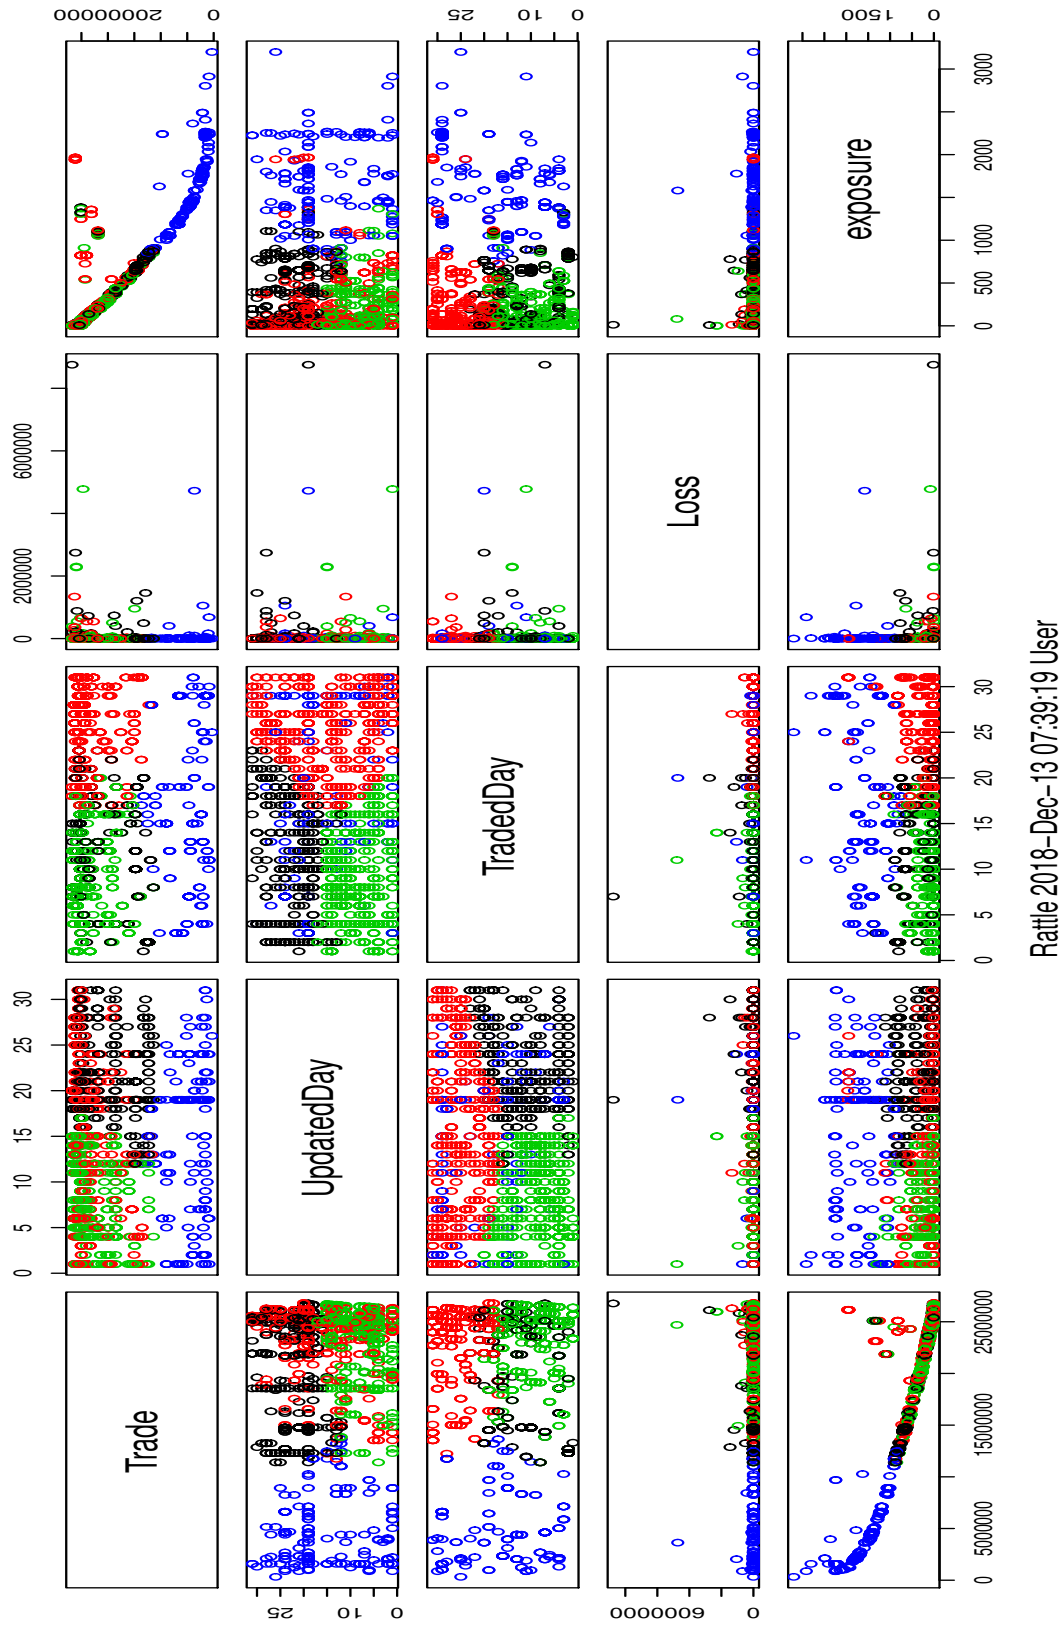 0 5 10 15 20 25 30
0 2000000 6000000
Trade
0 20000000
0 10 25
UpdatedDay
TradedDay
0 10 25
0 6000000
Loss
exposure
0 1500
0 5000000 15000000 25000000
0 5 10 15 20 25 30
0 500 1000 2000 3000
Rattle 2018-Dec-13 07:39:19 User